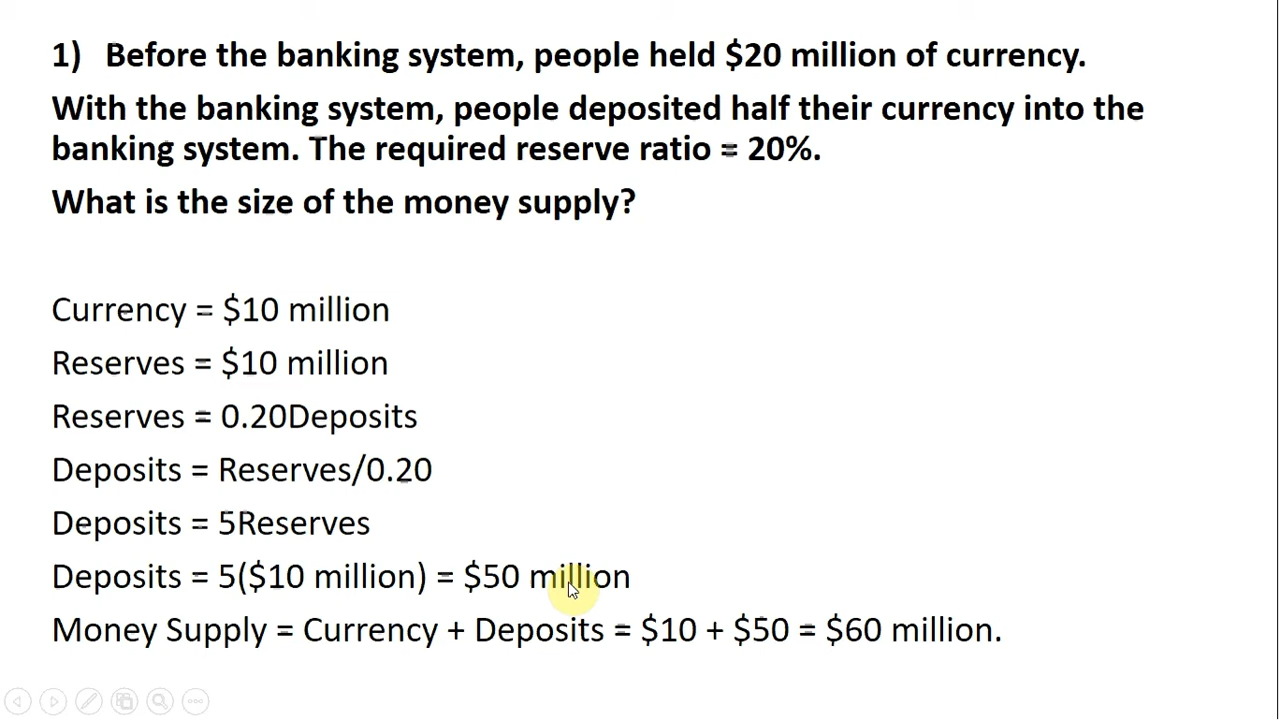 1) Before the banking system, people held $20 million of currency.
With the banking system, people deposited half their currency into the
banking system. The required reserve ratio = 20%.
What is the size of the money supply?
Currency = $10 million
Reserves = $10 million
Reserves = 0.20Deposits
Deposits = Reserves/0.20
Deposits = 5Reserves
Deposits = 5($10 million) = $50 million
Money Supply = Currency + Deposits = $10 + $50 = $60 million.